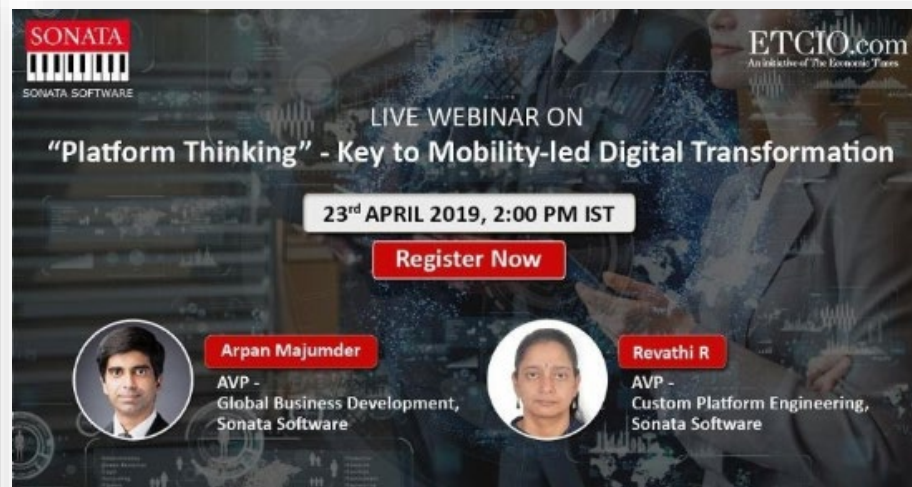 SONATA
SONATA SOFTWARE
ETCIO.com
An initiative of The Economic Times
LIVE WEBINAR ON
“Platform Thinking” - Key to Mobility-led Digital Transformation
23rd APRIL 2019, 2:00 PM IST
Register Now
Arpan Majumder
AVP -
Global Business Development,
Sonata Software
Revathi R
AVP -
Custom Platform Engineering,
Sonata Software